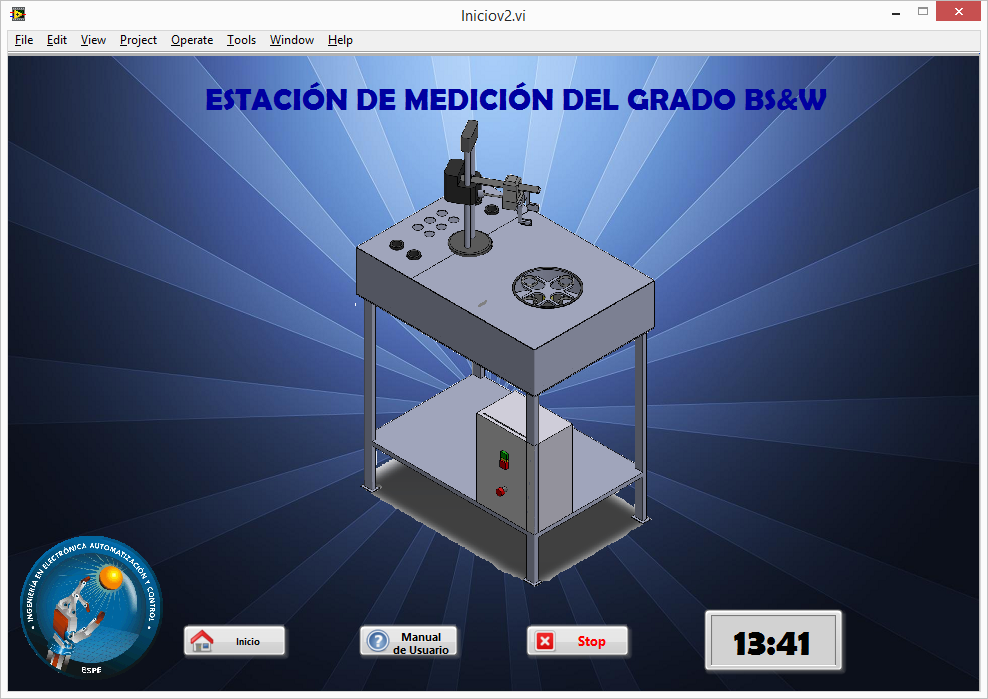 Iniciov2.vi
File Edit View Project Operate Tools Window Help
ESTACIÓN DE MEDICIÓN DEL GRADO BS&W
INGENIERÍA EN ELECTRÓNICA AUTOMATIZACIÓN Y CONTROL
ESPE
Inicio
Manual
de Usuario
Stop
13:41